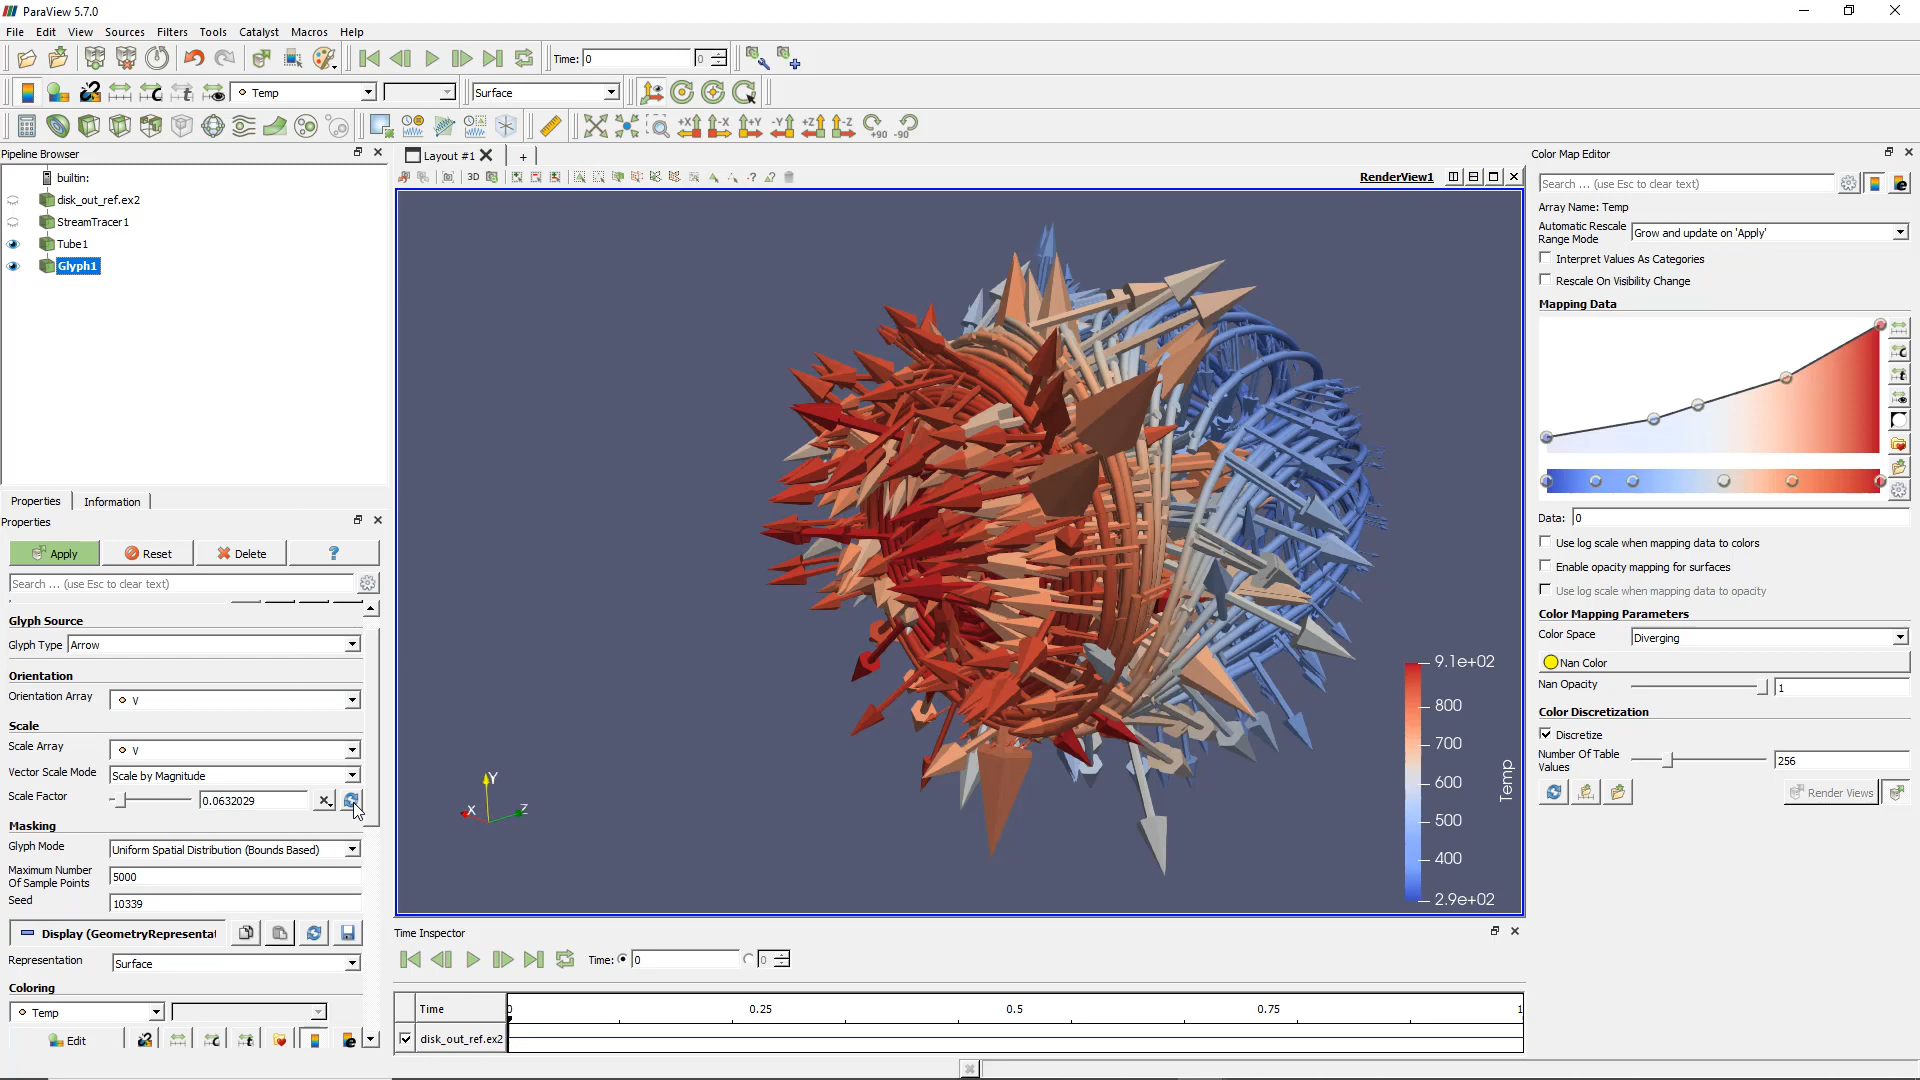 ParaView 5.7.0
File Edit View Sources Filters Tools Catalyst Macros Help
Time: 0 0
Temp Surface
+X -X +Y -Y +Z -Z +90 -90
Pipeline Browser
builtin:
disk_out_ref.ex2
StreamTracer1
Tube1
Glyph1
Properties Information
Properties
Apply Reset Delete ?
Search ... (use Esc to clear text)
Glyph Source
Glyph Type Arrow
Orientation
Orientation Array V
Scale
Scale Array V
Vector Scale Mode Scale by Magnitude
Scale Factor 0.0632029
Masking
Glyph Mode Uniform Spatial Distribution (Bounds Based)
Maximum Number
Of Sample Points 5000
Seed 10339
Display (GeometryRepresentat
Representation Surface
Coloring
Temp
Edit
Layout #1 +
3D RenderView1
9.1e+02
800
700
600
500
400
2.9e+02
Temp
Y
X Z
Time Inspector
Time: 0 0
Time 0 0.25 0.5 0.75 1
disk_out_ref.ex2
Color Map Editor
Search ... (use Esc to clear text)
Array Name: Temp
Automatic Rescale
Range Mode Grow and update on 'Apply'
Interpret Values As Categories
Rescale On Visibility Change
Mapping Data
Data: 0
Use log scale when mapping data to colors
Enable opacity mapping for surfaces
Use log scale when mapping data to opacity
Color Mapping Parameters
Color Space Diverging
Nan Color
Nan Opacity 1
Color Discretization
Discretize
Number Of Table
Values 256
Render Views